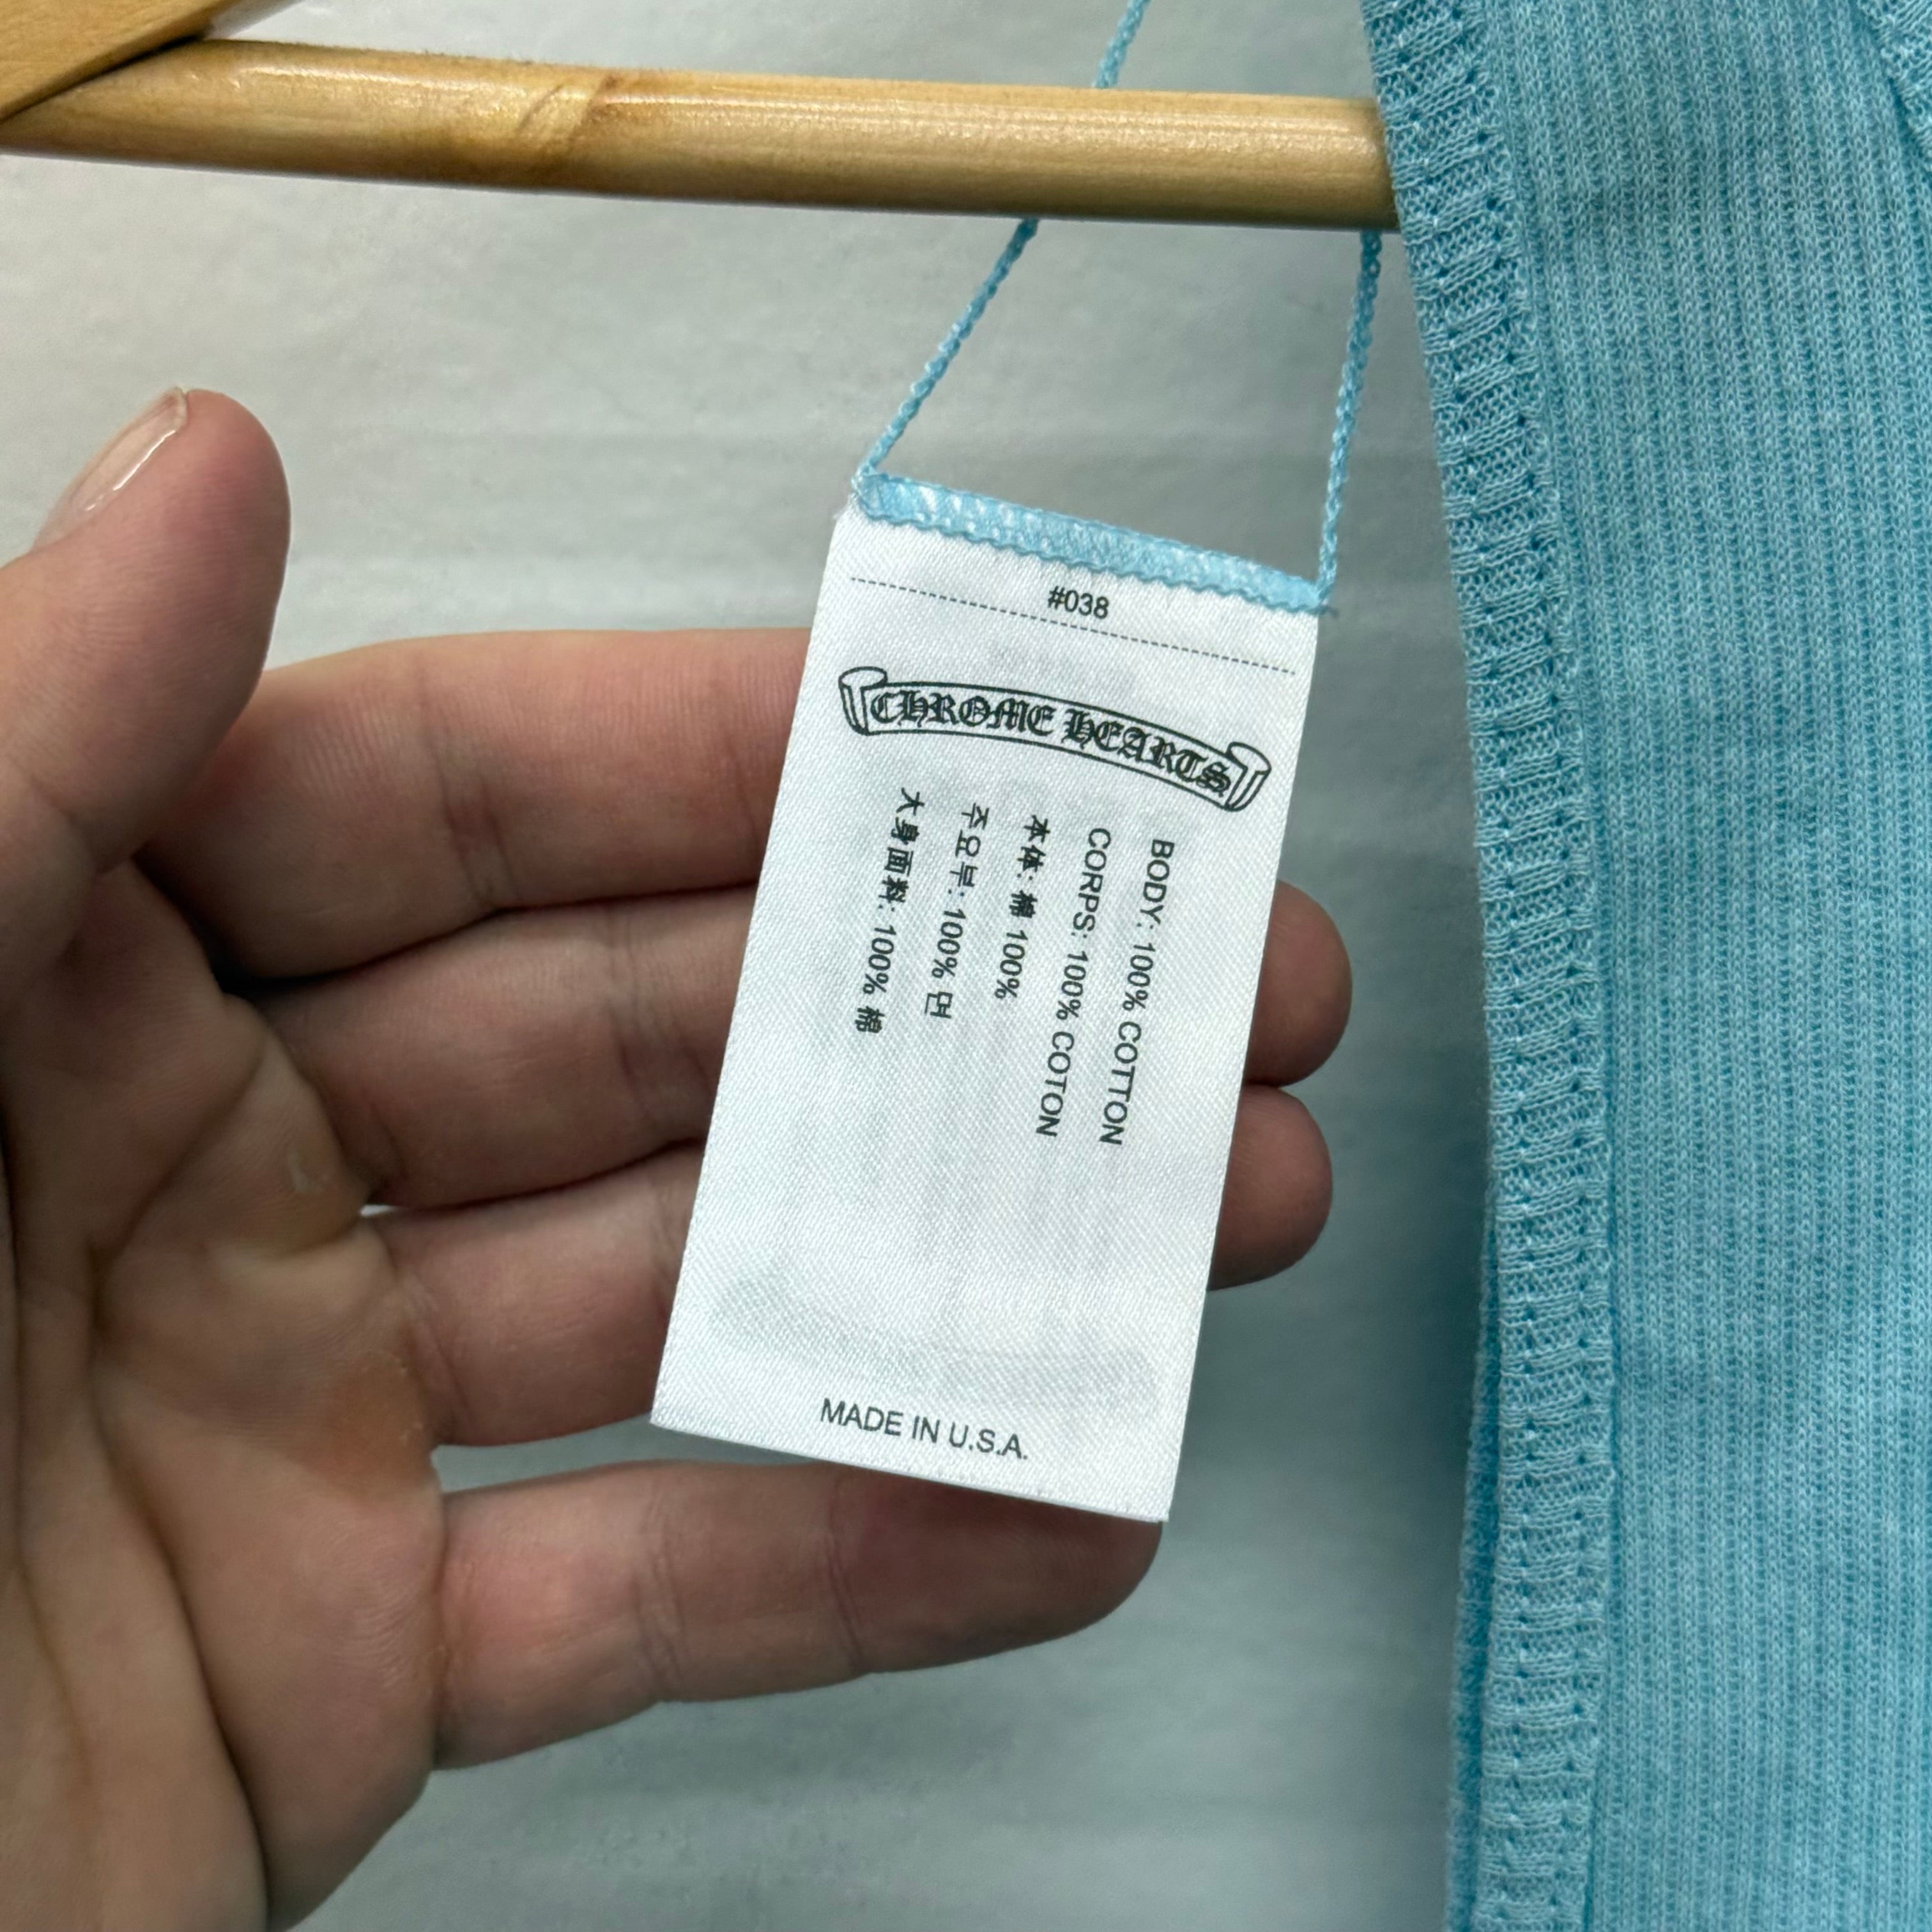 #038
CHROME HEARTS
BODY: 100% COTTON
CORPS: 100% COTON
本体: 棉 100%
주요부: 100% 면
大身面料: 100% 棉
MADE IN U.S.A.